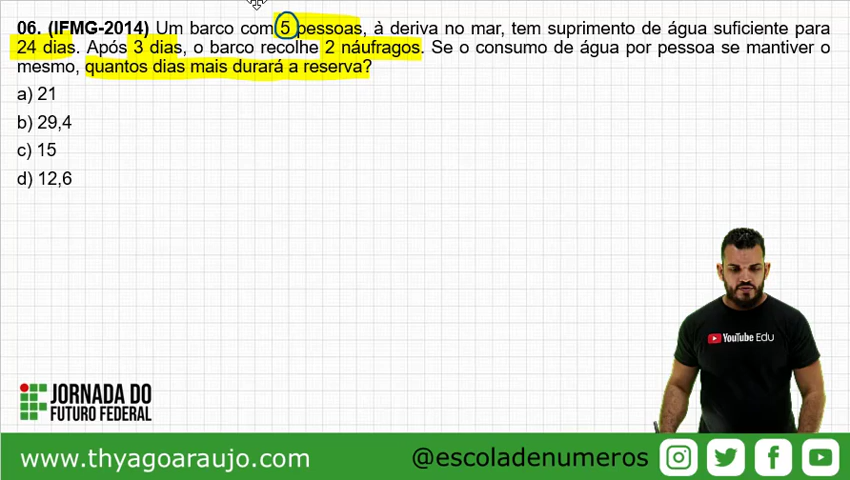 06. (IFMG-2014) Um barco com 5 pessoas, à deriva no mar, tem suprimento de água suficiente para
24 dias. Após 3 dias, o barco recolhe 2 náufragos. Se o consumo de água por pessoa se mantiver o
mesmo, quantos dias mais durará a reserva?
a) 21
b) 29,4
c) 15
d) 12,6
YouTube Edu
JORNADA DO
FUTURO FEDERAL
www.thyagoaraujo.com @escoladenumeros